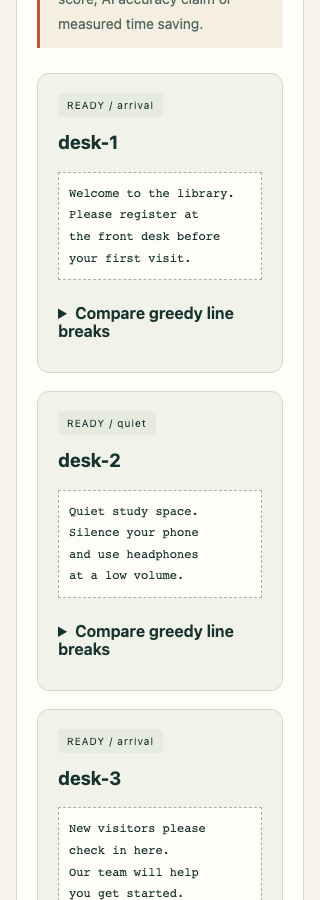 score, AI accuracy claim or
measured time saving.
READY / arrival
desk-1
Welcome to the library.
Please register at
the front desk before
your first visit.
▶ Compare greedy line
breaks
READY / quiet
desk-2
Quiet study space.
Silence your phone
and use headphones
at a low volume.
▶ Compare greedy line
breaks
READY / arrival
desk-3
New visitors please
check in here.
Our team will help
you get started.